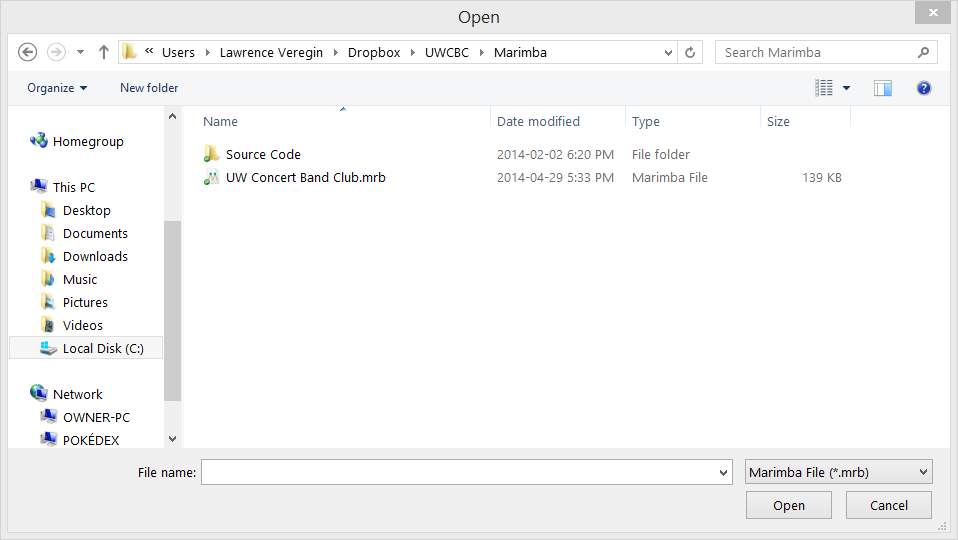 Open
« Users Lawrence Veregin Dropbox UWCBC Marimba Search Marimba
Organize New folder
Name Date modified Type Size
Source Code 2014-02-02 6:20 PM File folder
UW Concert Band Club.mrb 2014-04-29 5:33 PM Marimba File 139 KB
Homegroup
This PC
Desktop
Documents
Downloads
Music
Pictures
Videos
Local Disk (C:)
Network
OWNER-PC
POKÉDEX
File name: Marimba File (*.mrb)
Open Cancel